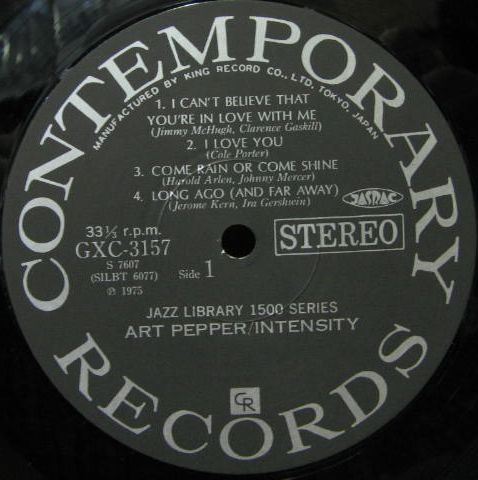 CONTEMPORARY RECORDS
MANUFACTURED BY KING RECORD CO., LTD. TOKYO, JAPAN
1. I CAN'T BELIEVE THAT
YOU'RE IN LOVE WITH ME
(Jimmy McHugh, Clarence Gaskill)
2. I LOVE YOU
(Cole Porter)
3. COME RAIN OR COME SHINE
(Harold Arlen, Johnny Mercer)
4. LONG AGO (AND FAR AWAY)
(Jerome Kern, Ira Gershwin)
JASRAC
33⅓ r.p.m.
GXC-3157
S 7607
(SILBT 6077)
℗ 1975
Side 1
STEREO
JAZZ LIBRARY 1500 SERIES
ART PEPPER/INTENSITY
CR